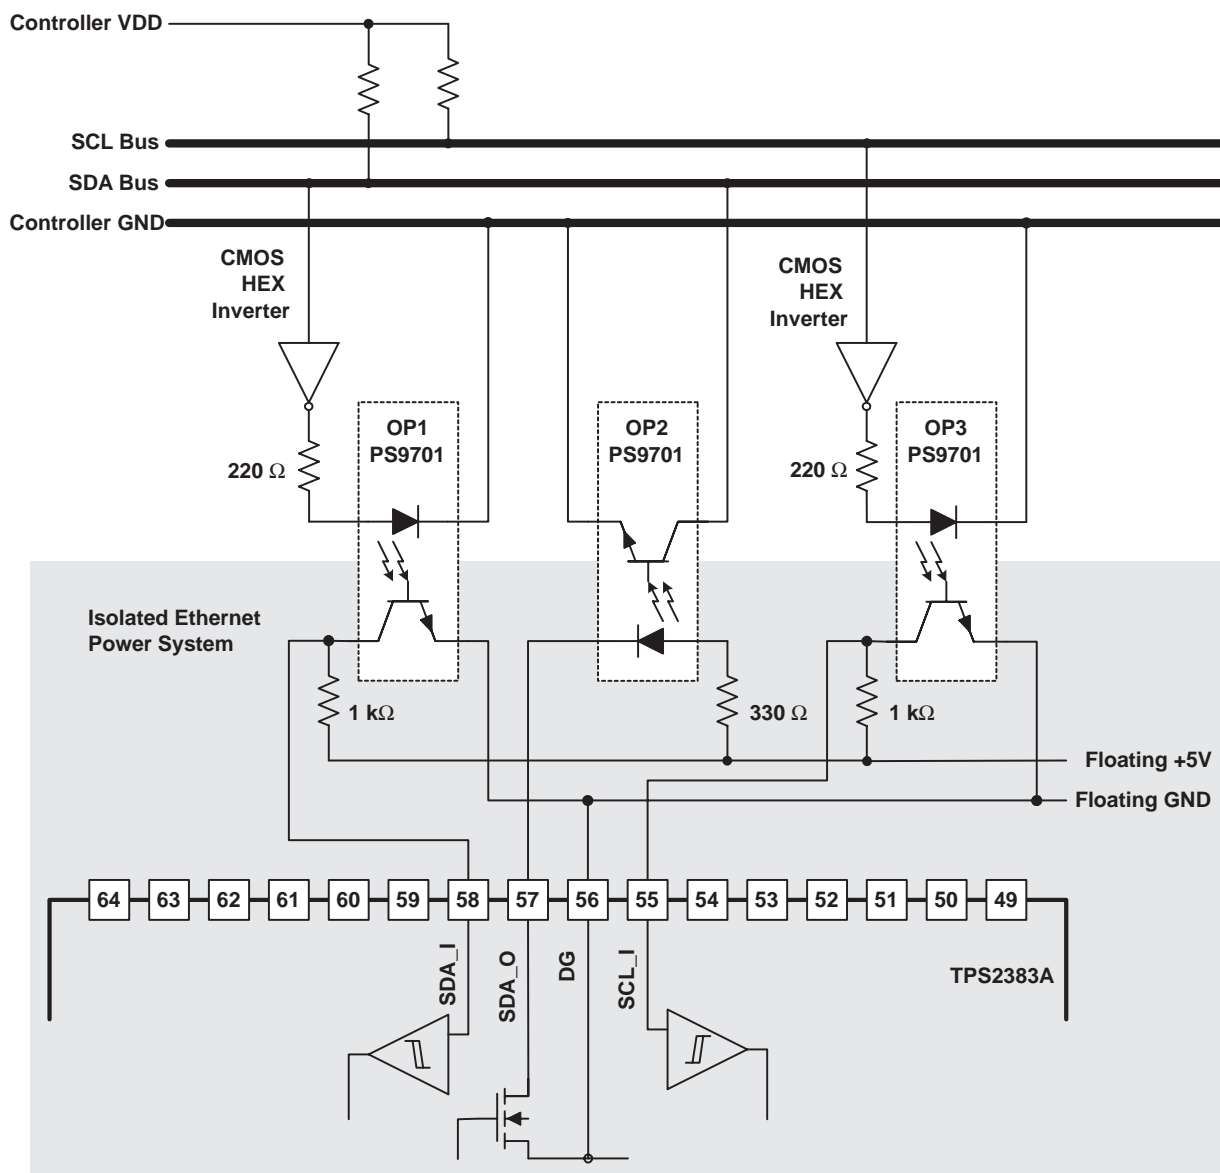 Controller VDD
SCL Bus
SDA Bus
Controller GND
CMOS
HEX
Inverter
CMOS
HEX
Inverter
OP1
PS9701
OP2
PS9701
OP3
PS9701
220 Ω
220 Ω
Isolated Ethernet
Power System
1 kΩ
330 Ω
1 kΩ
Floating +5V
Floating GND
64 63 62 61 60 59 58 57 56 55 54 53 52 51 50 49
SDA_I
SDA_O
DG
SCL_I
TPS2383A